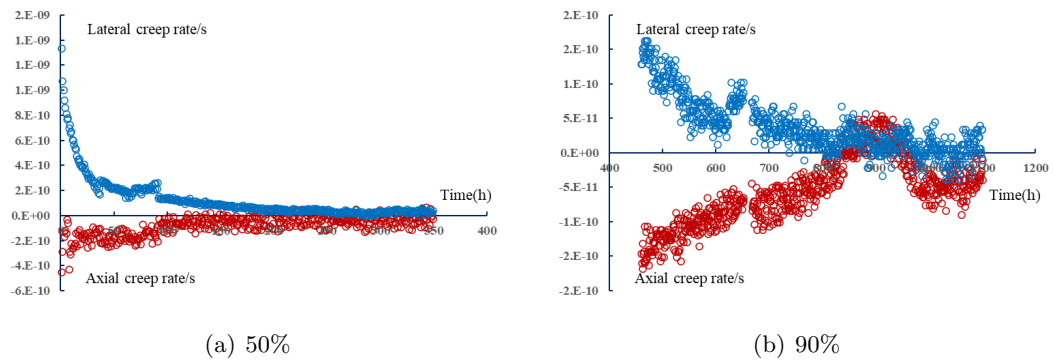 2.E-09
1.E-09
1.E-09
1.E-09
8.E-10
6.E-10
4.E-10
2.E-10
0.E+00
-2.E-10
-4.E-10
-6.E-10
Lateral creep rate/s
Time(h)
50
400
Axial creep rate/s
(a) 50%
2.E-10
2.E-10
1.E-10
5.E-11
0.E+00
-5.E-11
-1.E-10
-2.E-10
-2.E-10
Lateral creep rate/s
400
500
600
700
1200
Time(h)
Axial creep rate/s
(b) 90%